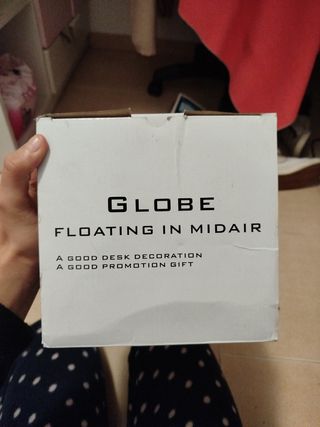 GLOBE
FLOATING IN MIDAIR
A GOOD DESK DECORATION
A GOOD PROMOTION GIFT